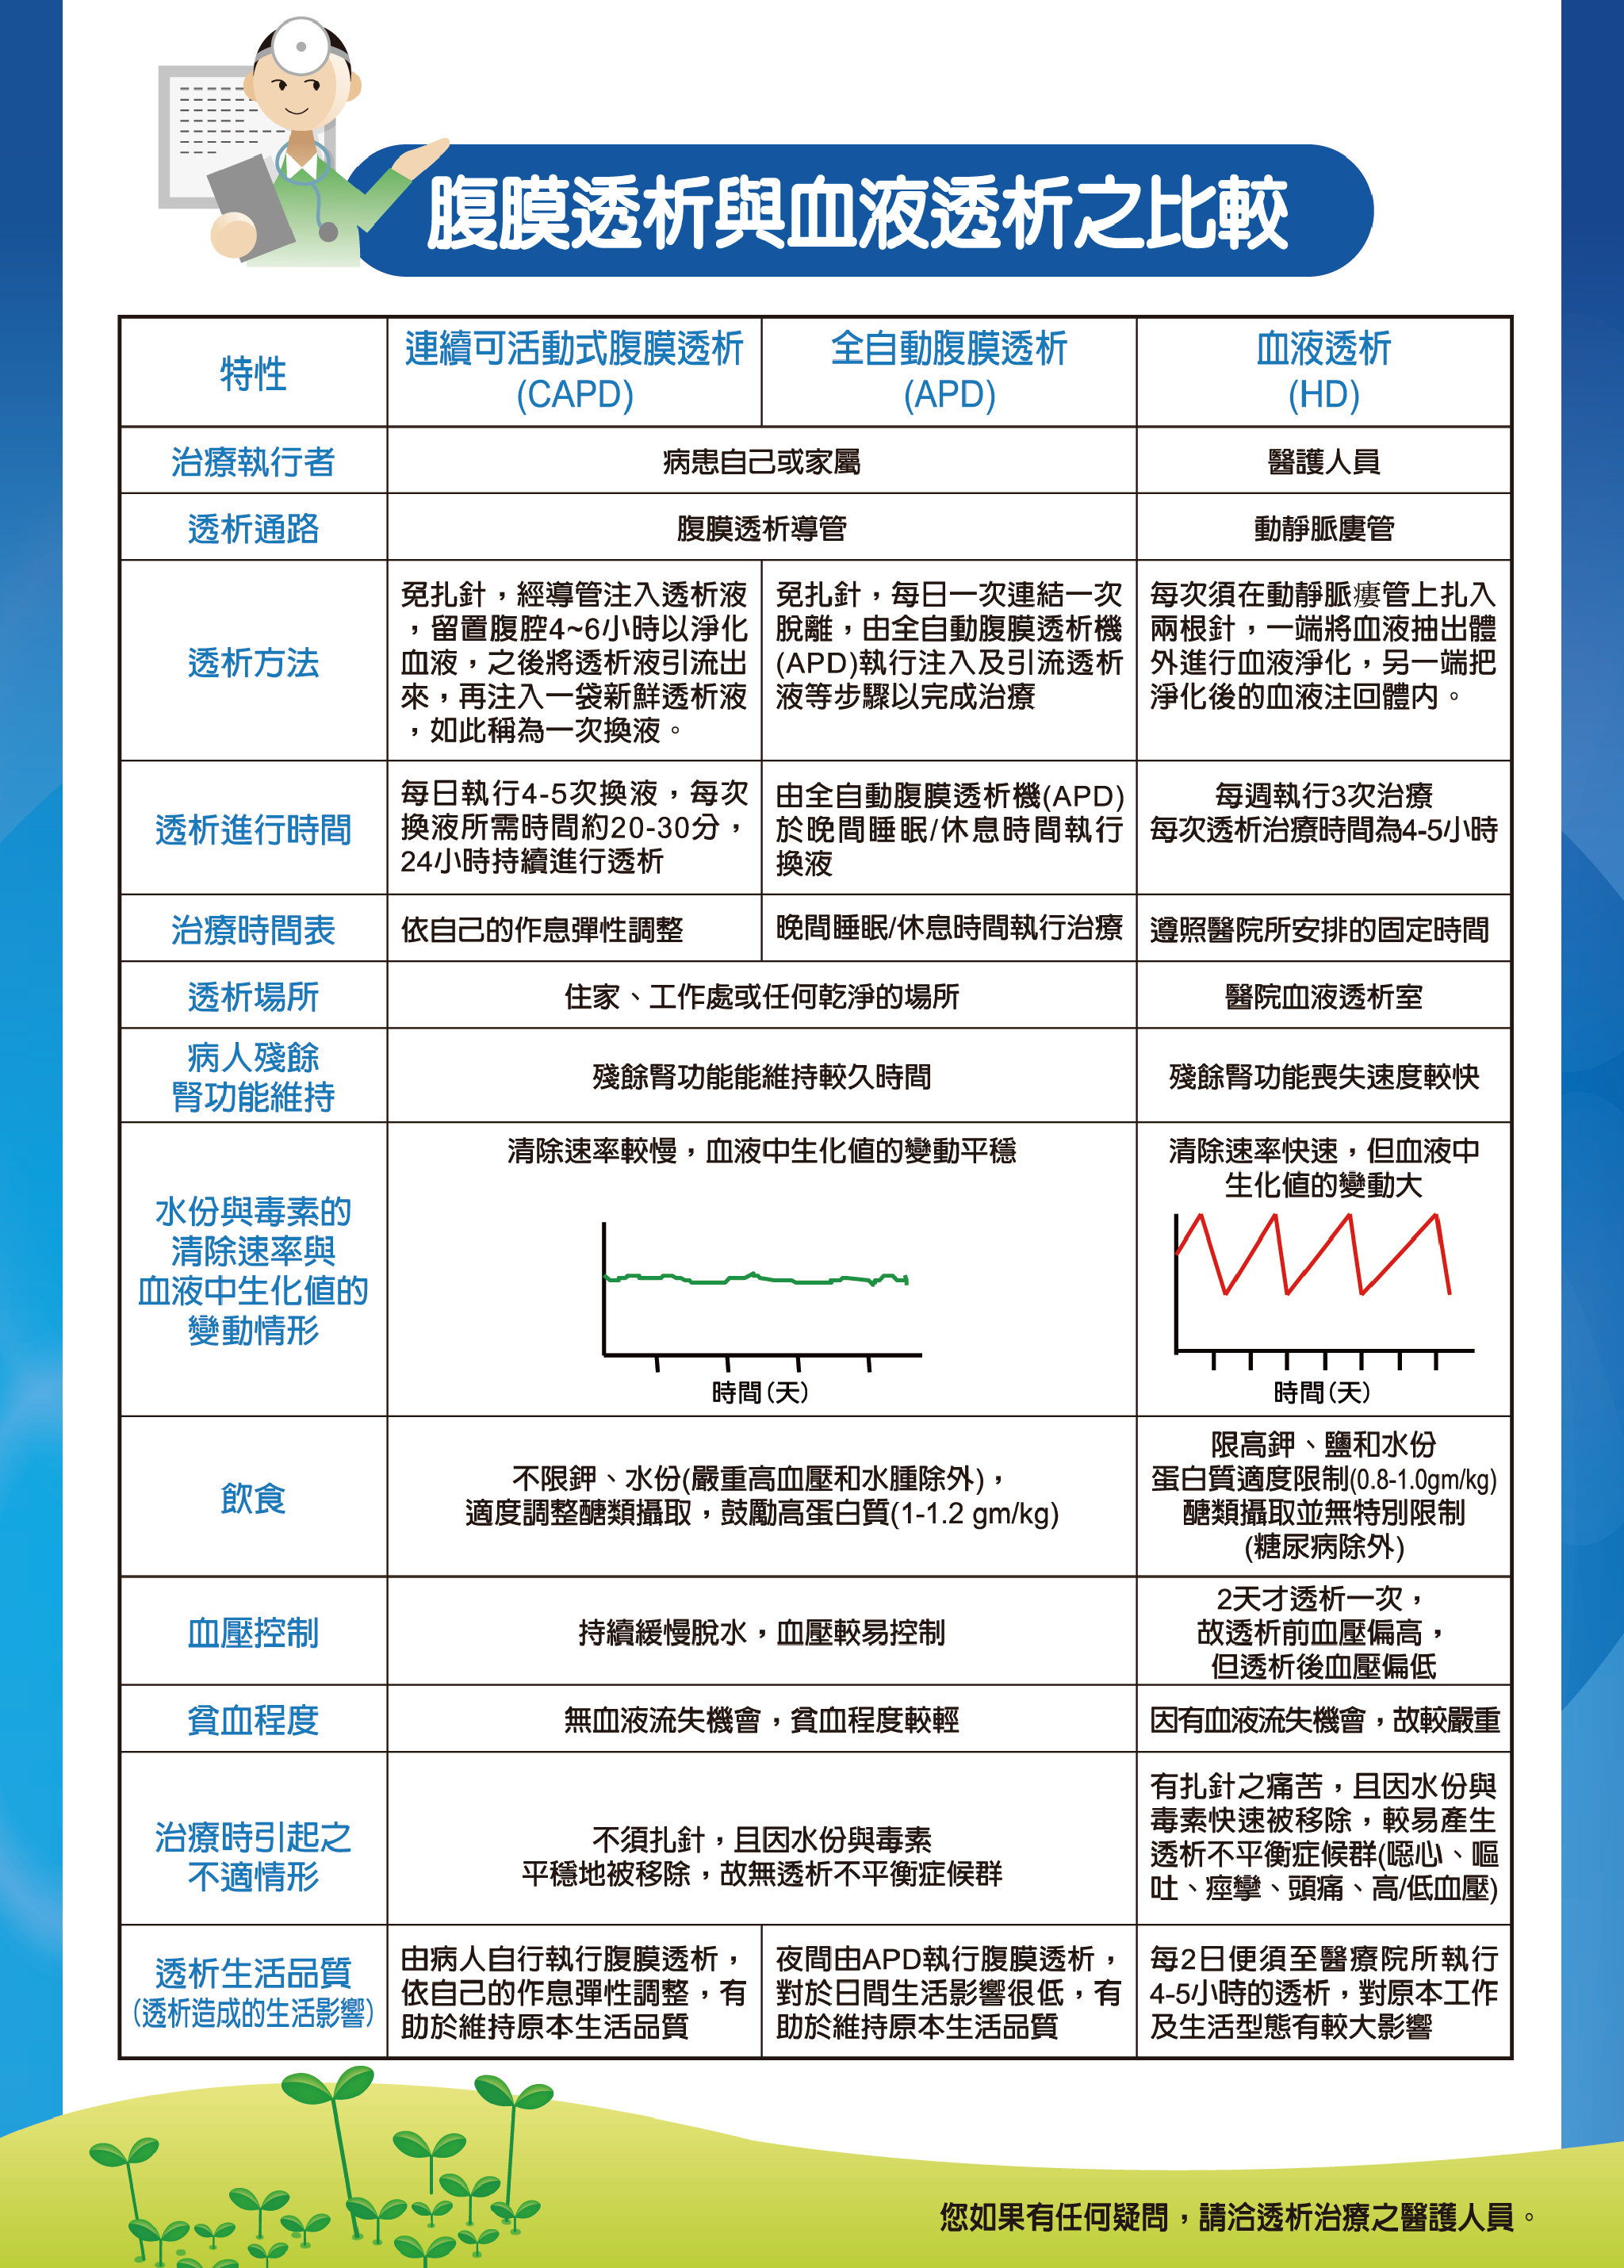 腹膜透析與血液透析之比較
特性
連續可活動式腹膜透析
(CAPD)
全自動腹膜透析
(APD)
血液透析
(HD)
治療執行者
病患自己或家屬
醫護人員
透析通路
腹膜透析導管
動靜脈廔管
透析方法
免扎針，經導管注入透析液
，留置腹腔4~6小時以淨化
血液，之後將透析液引流出
來，再注入一袋新鮮透析液
，如此稱為一次換液。
免扎針，每日一次連結一次
脫離，由全自動腹膜透析機
(APD)執行注入及引流透析
液等步驟以完成治療
每次須在動靜脈瘻管上扎入
兩根針，一端將血液抽出體
外進行血液淨化，另一端把
淨化後的血液注回體內。
透析進行時間
每日執行4-5次換液，每次
換液所需時間約20-30分，
24小時持續進行透析
由全自動腹膜透析機(APD)
於晚間睡眠/休息時間執行
換液
每週執行3次治療
每次透析治療時間為4-5小時
治療時間表
依自己的作息彈性調整
晚間睡眠/休息時間執行治療
遵照醫院所安排的固定時間
透析場所
住家、工作處或任何乾淨的場所
醫院血液透析室
病人殘餘
腎功能維持
殘餘腎功能能維持較久時間
殘餘腎功能喪失速度較快
水份與毒素的
清除速率與
血液中生化值的
變動情形
清除速率較慢，血液中生化值的變動平穩
時間(天)
清除速率快速，但血液中
生化值的變動大
時間(天)
飲食
不限鉀、水份(嚴重高血壓和水腫除外)，
適度調整醣類攝取，鼓勵高蛋白質(1-1.2 gm/kg)
限高鉀、鹽和水份
蛋白質適度限制(0.8-1.0gm/kg)
醣類攝取並無特別限制
(糖尿病除外)
血壓控制
持續緩慢脫水，血壓較易控制
2天才透析一次，
故透析前血壓偏高，
但透析後血壓偏低
貧血程度
無血液流失機會，貧血程度較輕
因有血液流失機會，故較嚴重
治療時引起之
不適情形
不須扎針，且因水份與毒素
平穩地被移除，故無透析不平衡症候群
有扎針之痛苦，且因水份與
毒素快速被移除，較易產生
透析不平衡症候群(噁心、嘔
吐、痙攣、頭痛、高/低血壓)
透析生活品質
(透析造成的生活影響)
由病人自行執行腹膜透析，
依自己的作息彈性調整，有
助於維持原本生活品質
夜間由APD執行腹膜透析，
對於日間生活影響很低，有
助於維持原本生活品質
每2日便須至醫療院所執行
4-5小時的透析，對原本工作
及生活型態有較大影響
您如果有任何疑問，請洽透析治療之醫護人員。